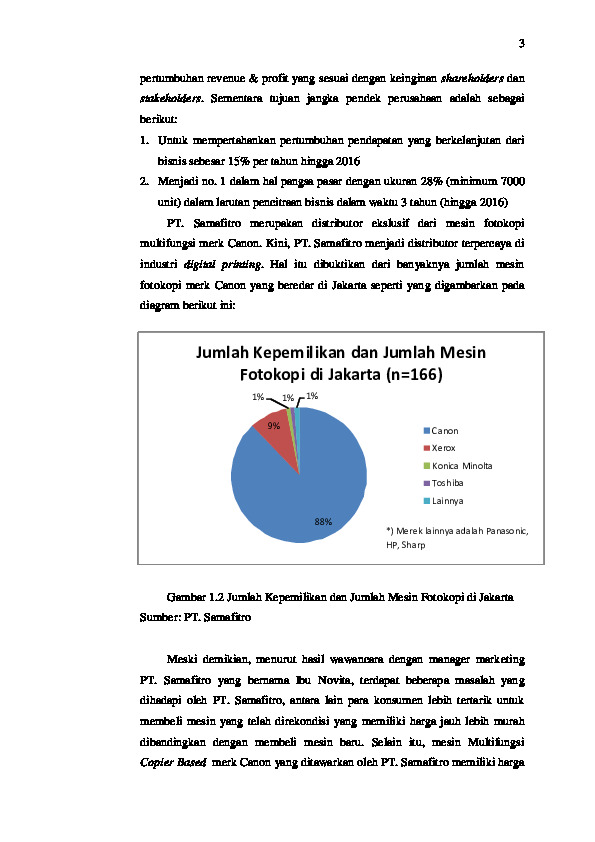 3
pertumbuhan revenue & profit yang sesuai dengan keinginan shareholders dan
stakeholders. Sementara tujuan jangka pendek perusahaan adalah sebagai
berikut:
1. Untuk mempertahankan pertumbuhan pendapatan yang berkelanjutan dari
bisnis sebesar 15% per tahun hingga 2016
2. Menjadi no. 1 dalam hal pangsa pasar dengan ukuran 28% (minimum 7000
unit) dalam larutan pencitraan bisnis dalam waktu 3 tahun (hingga 2016)
PT. Samafitro merupakan distributor ekslusif dari mesin fotokopi
multifungsi merk Canon. Kini, PT. Samafitro menjadi distributor terpercaya di
industri digital printing. Hal itu dibuktikan dari banyaknya jumlah mesin
fotokopi merk Canon yang beredar di Jakarta seperti yang digambarkan pada
diagram berikut ini:
Jumlah Kepemilikan dan Jumlah Mesin
Fotokopi di Jakarta (n=166)
1% 1% 1%
9%
88%
Canon
Xerox
Konica Minolta
Toshiba
Lainnya
*) Merek lainnya adalah Panasonic,
HP, Sharp
Gambar 1.2 Jumlah Kepemilikan dan Jumlah Mesin Fotokopi di Jakarta
Sumber: PT. Samafitro
Meski demikian, menurut hasil wawancara dengan manager marketing
PT. Samafitro yang bernama Ibu Novita, terdapat beberapa masalah yang
dihadapi oleh PT. Samafitro, antara lain para konsumen lebih tertarik untuk
membeli mesin yang telah direkondisi yang memiliki harga jauh lebih murah
dibandingkan dengan membeli mesin baru. Selain itu, mesin Multifungsi
Copier Based merk Canon yang ditawarkan oleh PT. Samafitro memiliki harga